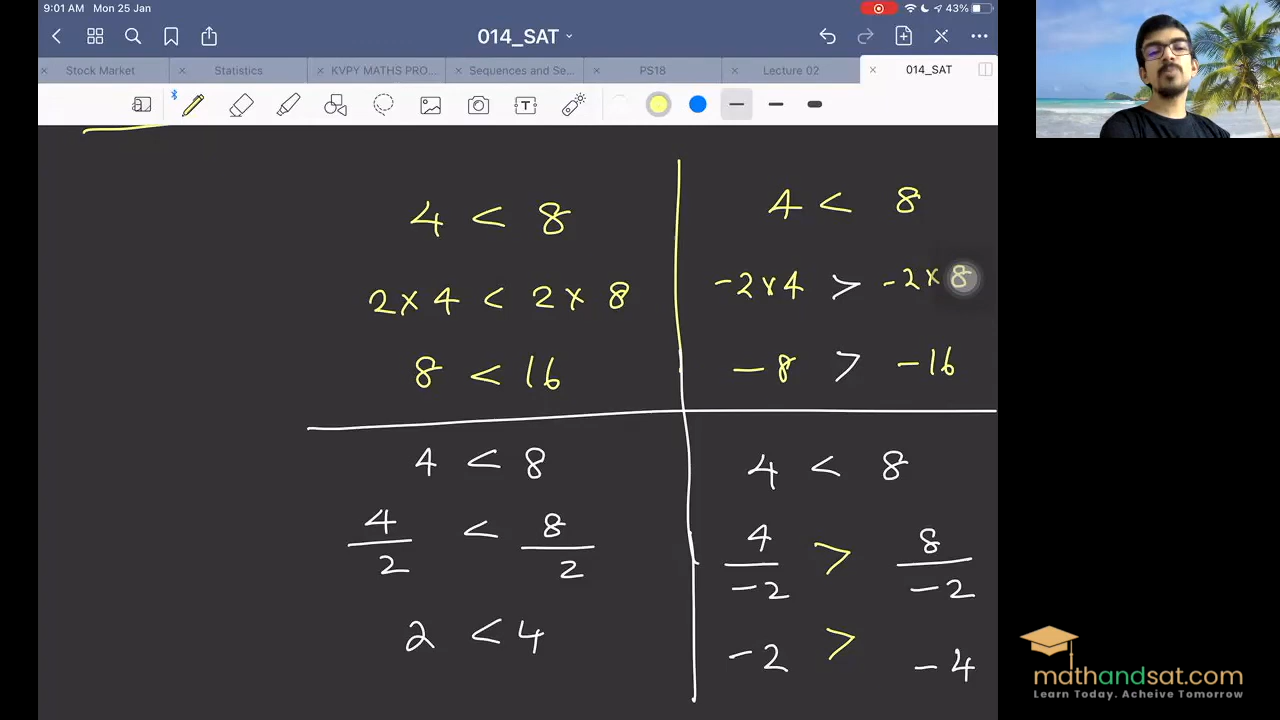 9:01 AM Mon 25 Jan 43%
014_SAT
Stock Market Statistics KVPY MATHS PRO... Sequences and Se... PS18 Lecture 02 014_SAT
4 < 8
2 × 4 < 2 × 8
8 < 16
4 < 8
-2×4 > -2×8
-8 > -16
4 < 8
4/2 < 8/2
2 < 4
4 < 8
4/-2 > 8/-2
-2 > -4
mathandsat.com
Learn Today. Acheive Tomorrow